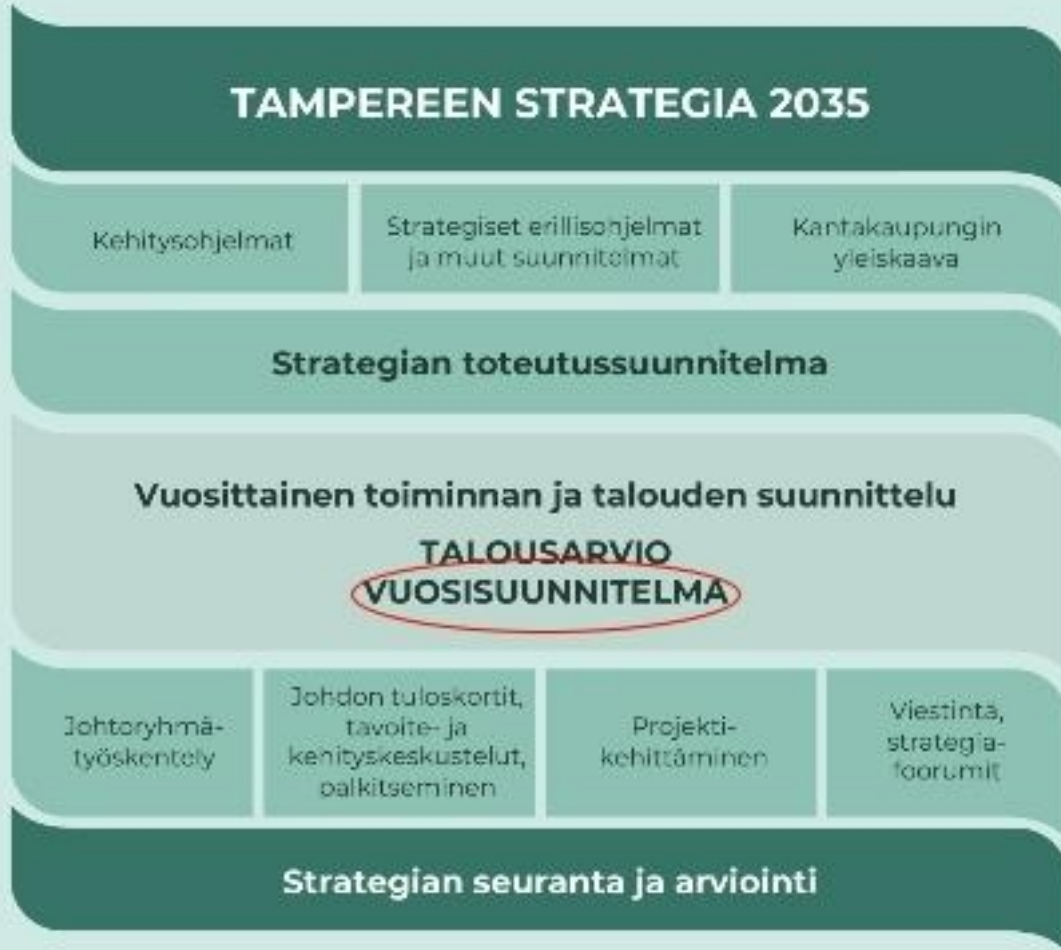 TAMPEREEN STRATEGIA 2035
Kehitysohjelmat
Strategiset erillisohjelmat
ja muut suunnitelmat
Kantakaupungin
yleiskaava
Strategian toteutussuunnitelma
Vuosittainen toiminnan ja talouden suunnittelu
TALOUSARVIO
VUOSISUUNNITELMA
Johtoryhmä-
työskentely
Johdon tuloskortit,
tavoite- ja
kehityskeskustelut,
palkitseminen
Projekti-
kehittäminen
Viestintä,
strategia-
foorumit
Strategian seuranta ja arviointi